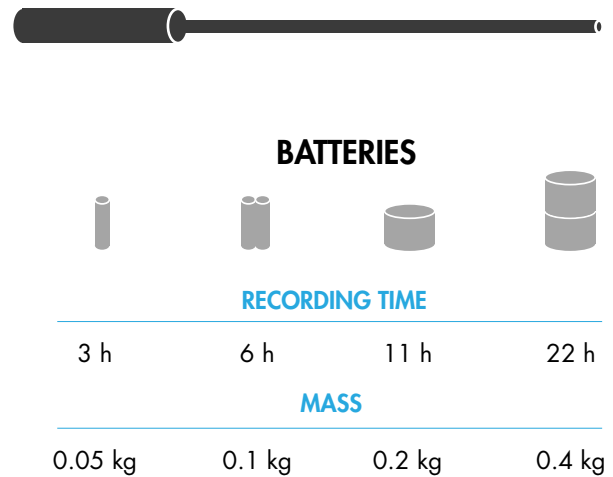 BATTERIES
RECORDING TIME
3 h 6 h 11 h 22 h
MASS
0.05 kg 0.1 kg 0.2 kg 0.4 kg